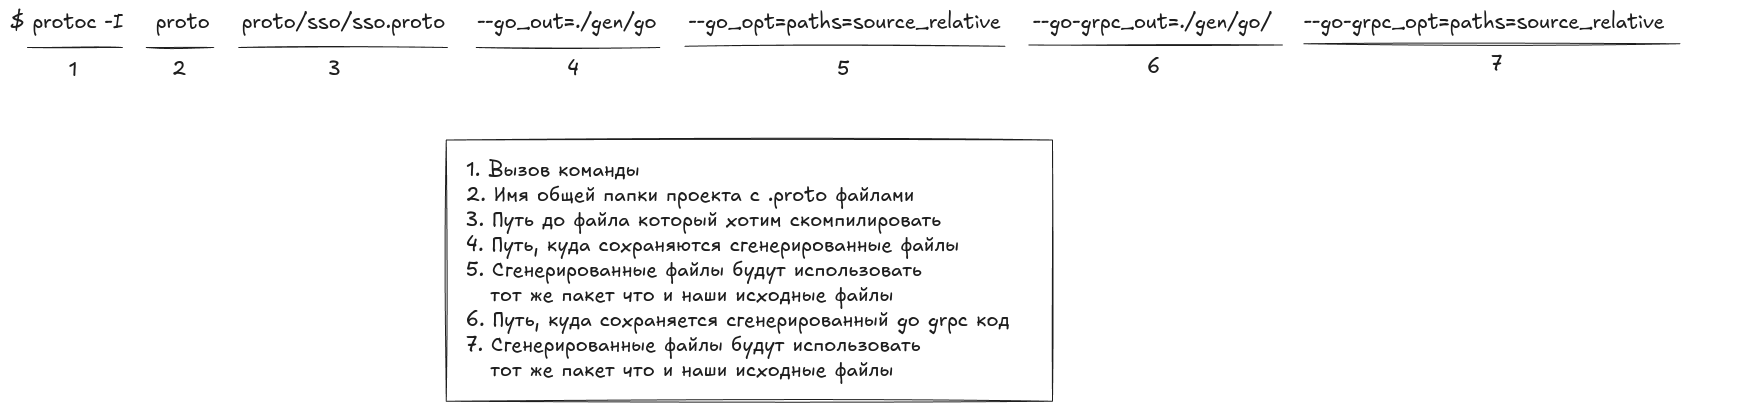 $ protoc -I proto proto/sso/sso.proto --go_out=./gen/go --go_opt=paths=source_relative --go-grpc_out=./gen/go/ --go-grpc_opt=paths=source_relative
1 2 3 4 5 6 7
1. Вызов команды
2. Имя общей папки проекта с .proto файлами
3. Путь до файла который хотим скомпилировать
4. Путь, куда сохраняются сгенерированные файлы
5. Сгенерированные файлы будут использовать
тот же пакет что и наши исходные файлы
6. Путь, куда сохраняется сгенерированный go grpc код
7. Сгенерированные файлы будут использовать
тот же пакет что и наши исходные файлы